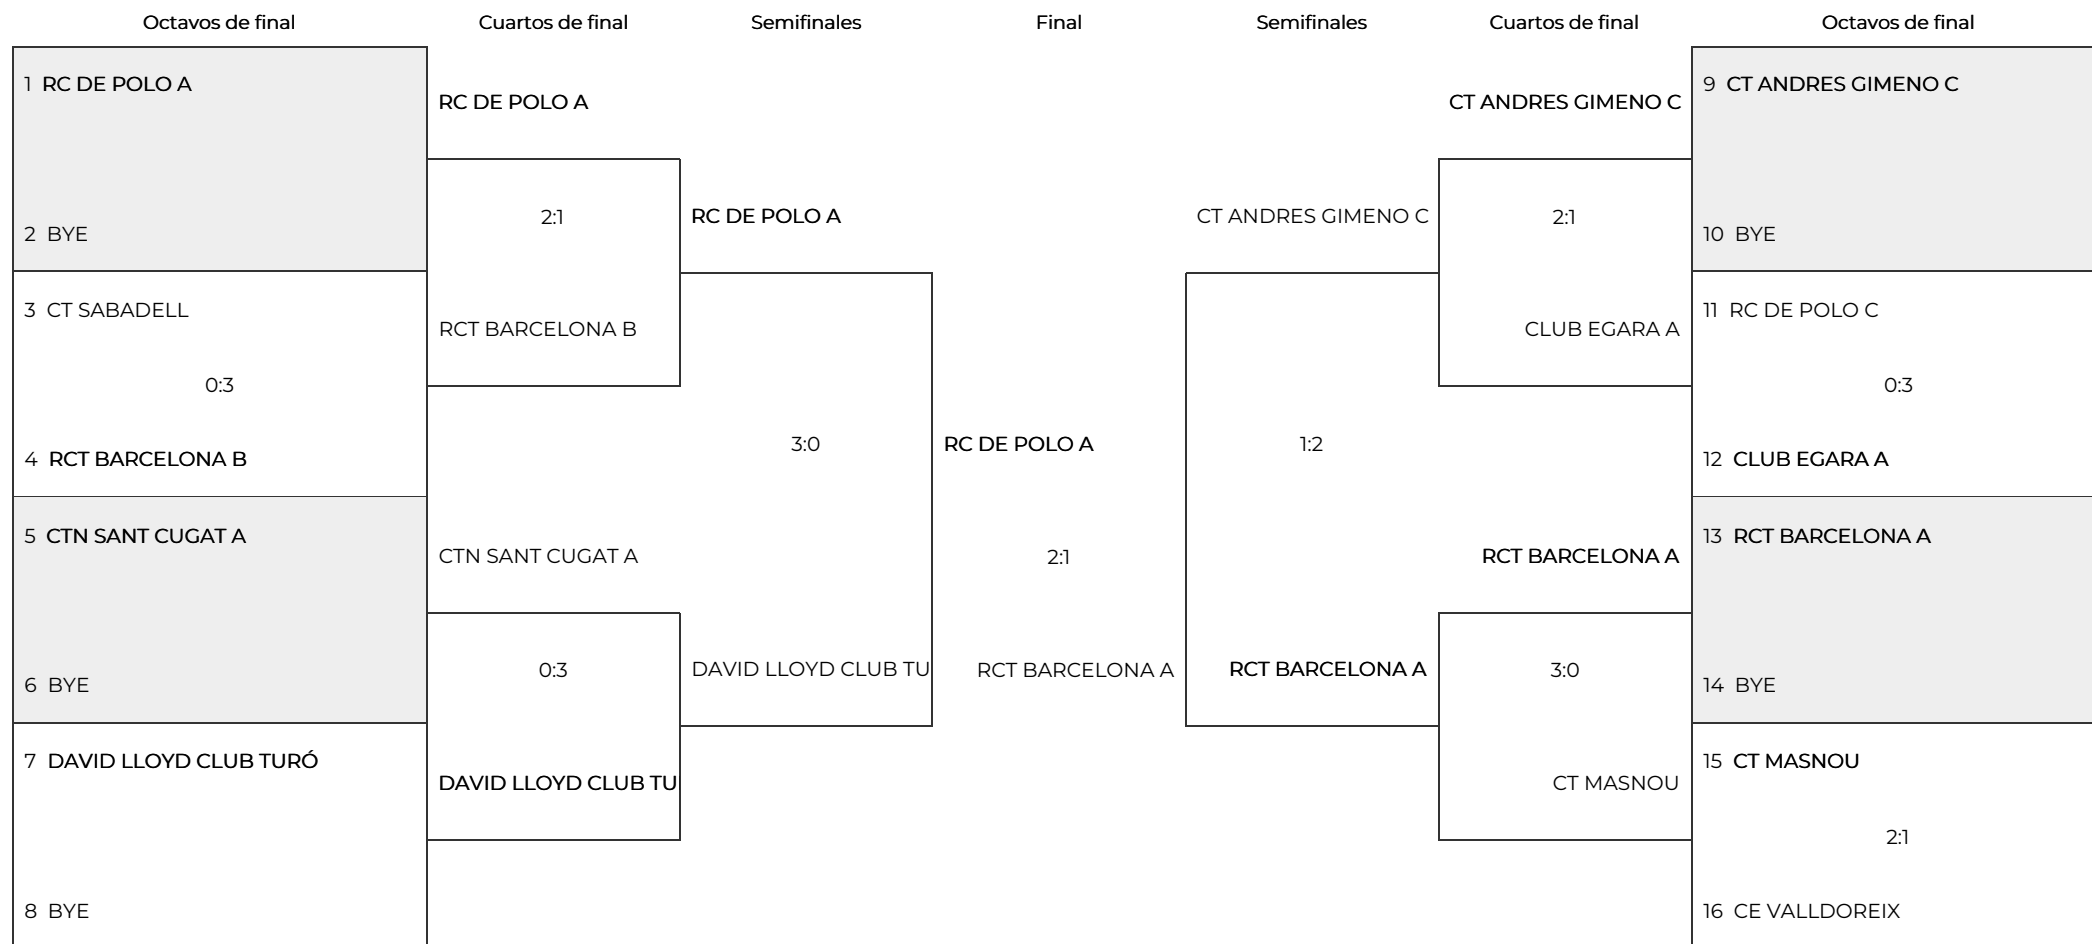 Octavos de final
Cuartos de final
Semifinales
Final
Semifinales
Cuartos de final
Octavos de final
1 RC DE POLO A
2 BYE
3 CT SABADELL
0:3
4 RCT BARCELONA B
5 CTN SANT CUGAT A
6 BYE
7 DAVID LLOYD CLUB TURÓ
8 BYE
RC DE POLO A
2:1
RCT BARCELONA B
CTN SANT CUGAT A
0:3
DAVID LLOYD CLUB TU
RC DE POLO A
3:0
DAVID LLOYD CLUB TU
RC DE POLO A
2:1
RCT BARCELONA A
CT ANDRES GIMENO C
1:2
RCT BARCELONA A
CT ANDRES GIMENO C
2:1
CLUB EGARA A
RCT BARCELONA A
3:0
CT MASNOU
9 CT ANDRES GIMENO C
10 BYE
11 RC DE POLO C
0:3
12 CLUB EGARA A
13 RCT BARCELONA A
14 BYE
15 CT MASNOU
2:1
16 CE VALLDOREIX